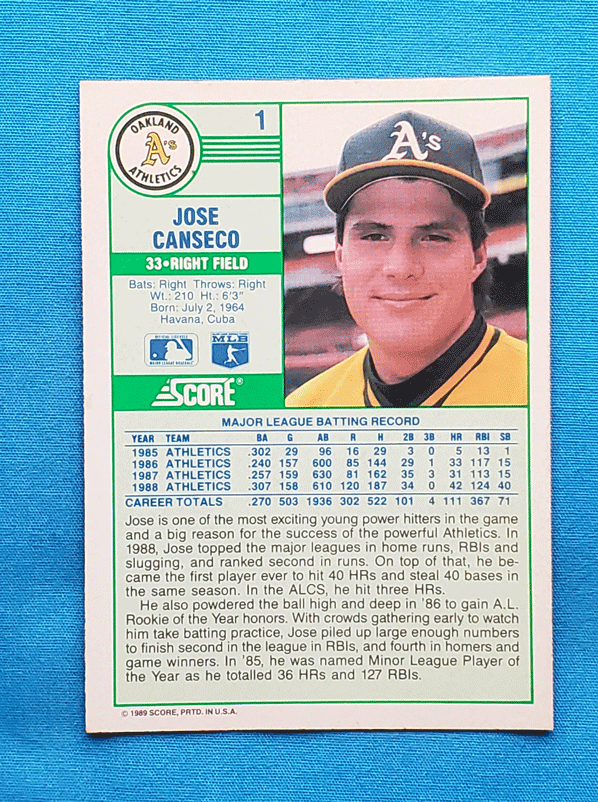 1
OAKLAND
A's
ATHLETICS
A's
JOSE
CANSECO
33•RIGHT FIELD
Bats: Right Throws: Right
Wt.: 210 Ht.: 6'3"
Born: July 2, 1964
Havana, Cuba
MAJOR LEAGUE BASEBALL
MLB
SCORE®
MAJOR LEAGUE BATTING RECORD
YEAR TEAM BA G AB R H 2B 3B HR RBI SB
1985 ATHLETICS .302 29 96 16 29 3 0 5 13 1
1986 ATHLETICS .240 157 600 85 144 29 1 33 117 15
1987 ATHLETICS .257 159 630 81 162 35 3 31 113 15
1988 ATHLETICS .307 158 610 120 187 34 0 42 124 40
CAREER TOTALS .270 503 1936 302 522 101 4 111 367 71
Jose is one of the most exciting young power hitters in the game
and a big reason for the success of the powerful Athletics. In
1988, Jose topped the major leagues in home runs, RBIs and
slugging, and ranked second in runs. On top of that, he be-
came the first player ever to hit 40 HRs and steal 40 bases in
the same season. In the ALCS, he hit three HRs.
He also powdered the ball high and deep in '86 to gain A.L.
Rookie of the Year honors. With crowds gathering early to watch
him take batting practice, Jose piled up large enough numbers
to finish second in the league in RBIs, and fourth in homers and
game winners. In '85, he was named Minor League Player of
the Year as he totalled 36 HRs and 127 RBIs.
© 1989 SCORE, PRTD. IN U.S.A.